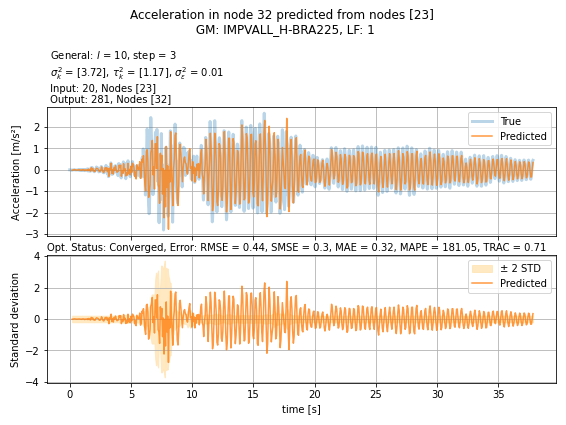 Acceleration in node 32 predicted from nodes [23]
GM: IMPVALL_H-BRA225, LF: 1
General: l = 10, step = 3
σ²ₖ = [3.72], τ²ₖ = [1.17], σ²ε = 0.01
Input: 20, Nodes [23]
Output: 281, Nodes [32]
True
Predicted
Acceleration [m/s²]
2
1
0
−1
−2
−3
Opt. Status: Converged, Error: RMSE = 0.44, SMSE = 0.3, MAE = 0.32, MAPE = 181.05, TRAC = 0.71
± 2 STD
Predicted
Standard deviation
4
2
0
−2
−4
0 5 10 15 20 25 30 35
time [s]